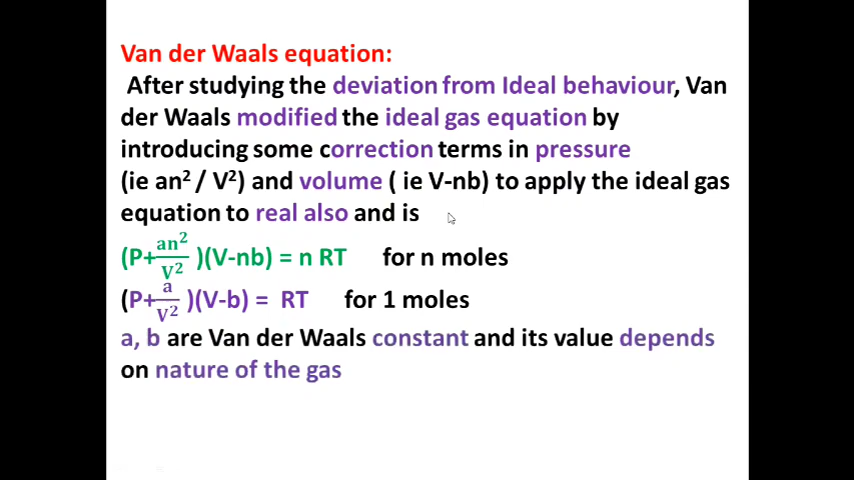 Van der Waals equation:
After studying the deviation from Ideal behaviour, Van
der Waals modified the ideal gas equation by
introducing some correction terms in pressure
(ie an² / V²) and volume ( ie V-nb) to apply the ideal gas
equation to real also and is
(P+an²/V² )(V-nb) = n RT for n moles
(P+a/V² )(V-b) = RT for 1 moles
a, b are Van der Waals constant and its value depends
on nature of the gas